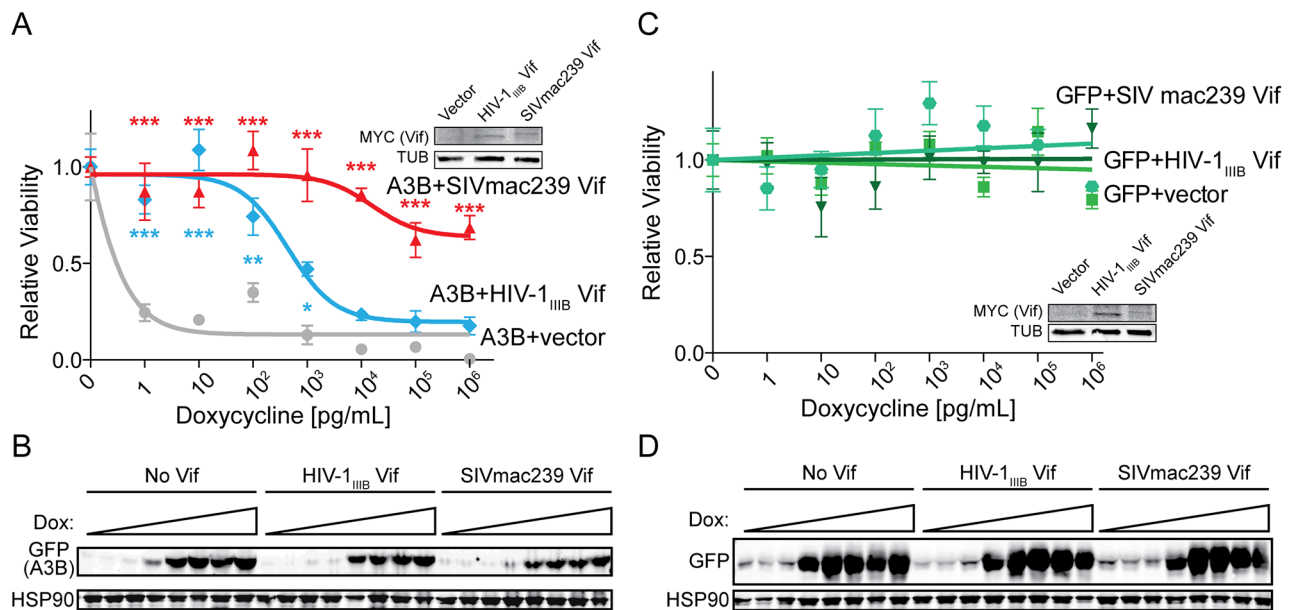 A
Relative Viability
1.0
0.5
0.0
*** *** *** *** *** *** ***
*** *** ** *
Vector
HIV-1IIIB Vif
SIVmac239 Vif
MYC (Vif)
TUB
A3B+SIVmac239 Vif
A3B+HIV-1IIIB Vif
A3B+vector
0 1 10 10² 10³ 10⁴ 10⁵ 10⁶
Doxycycline [pg/mL]
C
Relative Viability
1.0
0.5
0.0
GFP+SIV mac239 Vif
GFP+HIV-1IIIB Vif
GFP+vector
Vector
HIV-1IIIB Vif
SIVmac239 Vif
MYC (Vif)
TUB
0 1 10 10² 10³ 10⁴ 10⁵ 10⁶
Doxycycline [pg/mL]
B
No Vif HIV-1IIIB Vif SIVmac239 Vif
Dox:
GFP
(A3B)
HSP90
D
No Vif HIV-1IIIB Vif SIVmac239 Vif
Dox:
GFP
HSP90